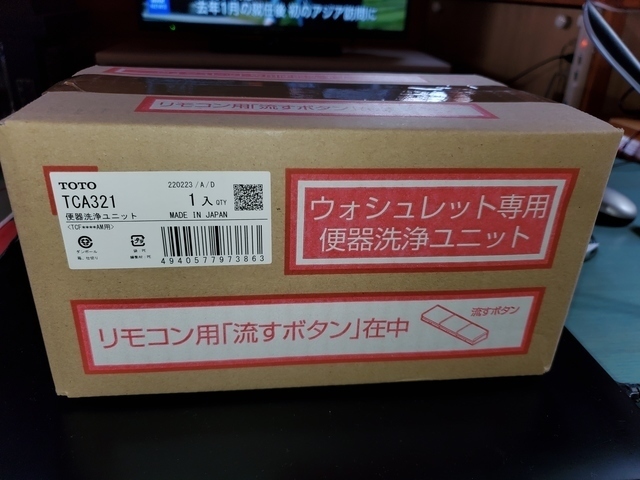 去年1月の就任後 初のアジア訪問に
リモコン用「流すボタン」
TOTO
220223/A/D
TCA321
1入 QTY
便器洗浄ユニット
MADE IN JAPAN
<TCF****AM用>
4940577973863
ウォシュレット専用
便器洗浄ユニット
リモコン用「流すボタン」在中
流すボタン